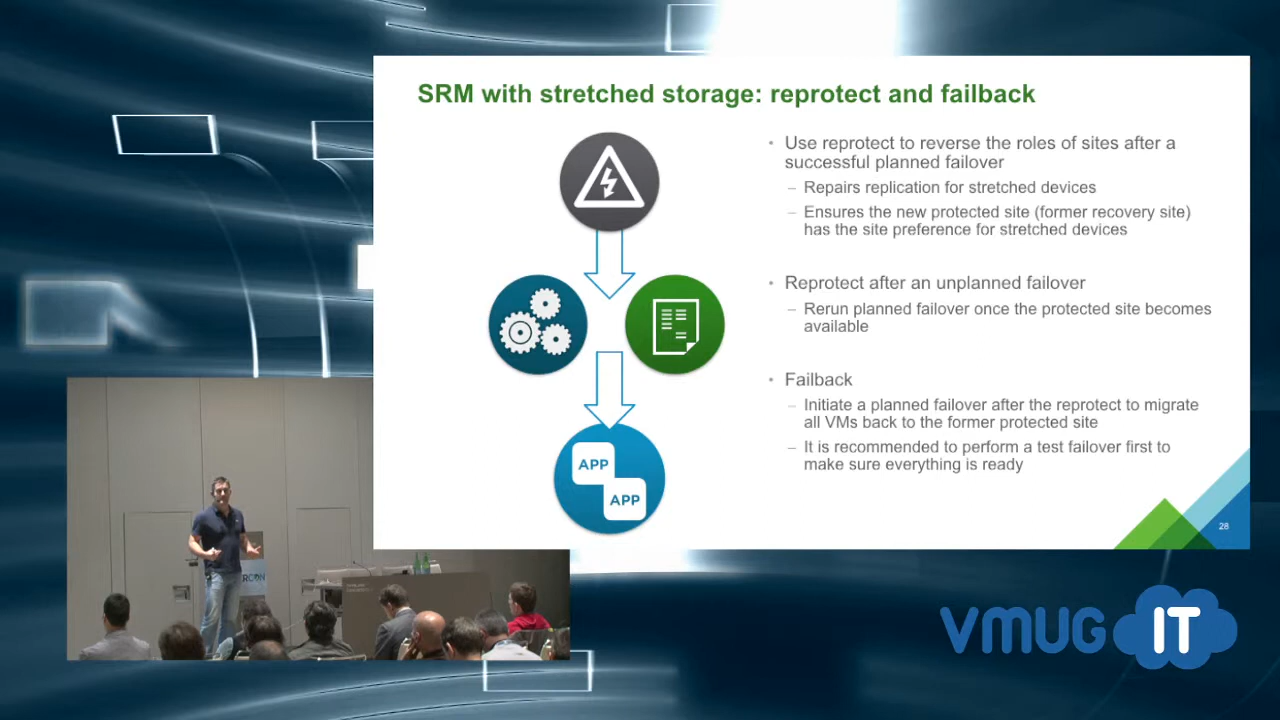 SRM with stretched storage: reprotect and failback
• Use reprotect to reverse the roles of sites after a
successful planned failover
– Repairs replication for stretched devices
– Ensures the new protected site (former recovery site)
has the site preference for stretched devices
• Reprotect after an unplanned failover
– Rerun planned failover once the protected site becomes
available
• Failback
– Initiate a planned failover after the reprotect to migrate
all VMs back to the former protected site
– It is recommended to perform a test failover first to
make sure everything is ready
APP
APP
28
VMUG IT